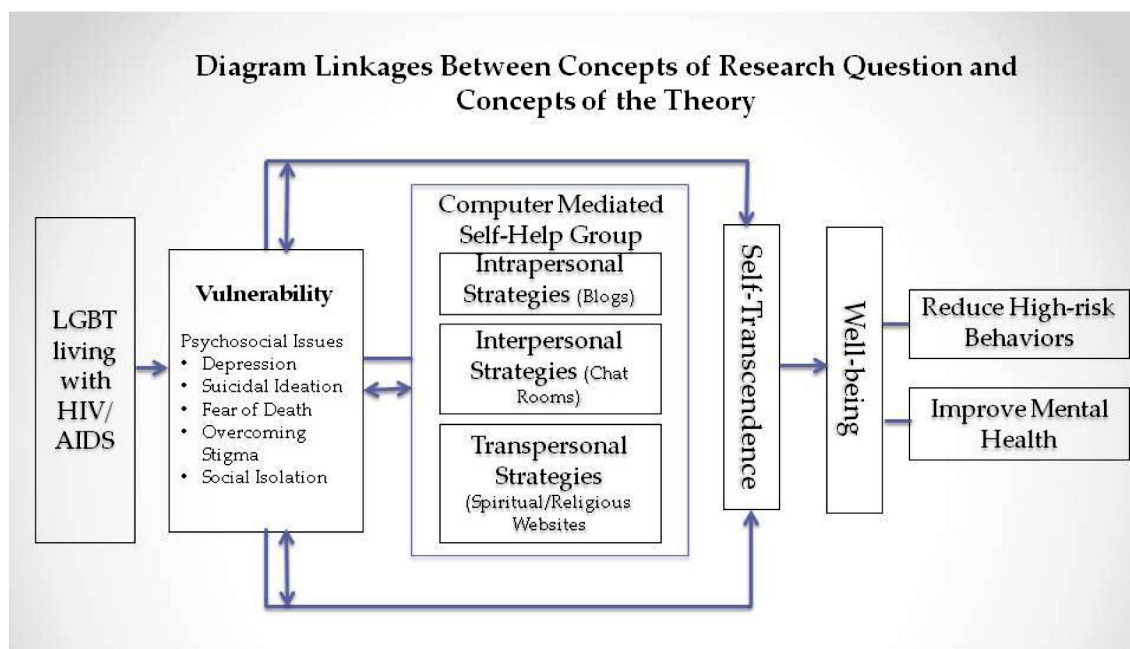 Diagram Linkages Between Concepts of Research Question and
Concepts of the Theory
LGBT
living
with
HIV/
AIDS
Vulnerability
Psychosocial Issues
• Depression
• Suicidal Ideation
• Fear of Death
• Overcoming
Stigma
• Social Isolation
Computer Mediated
Self-Help Group
Intrapersonal
Strategies (Blogs)
Interpersonal
Strategies (Chat
Rooms)
Transpersonal
Strategies
(Spiritual/Religious
Websites
Self-Transcendence
Well-being
Reduce High-risk
Behaviors
Improve Mental
Health